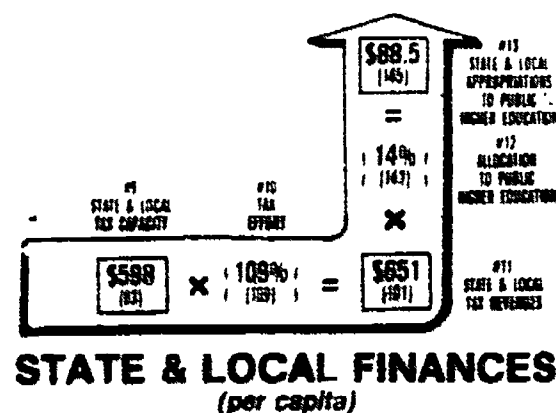 $88.5
(145)
=
14%
(143)
×
#13
STATE & LOCAL
APPROPRIATIONS
TO PUBLIC
HIGHER EDUCATION
#12
ALLOCATION
TO PUBLIC
HIGHER EDUCATION
#9
STATE & LOCAL
TAX CAPACITY
#10
TAX
EFFORT
$598 × 109% = $651
(109)
#11
STATE & LOCAL
TAX REVENUES
STATE & LOCAL FINANCES
(per capita)